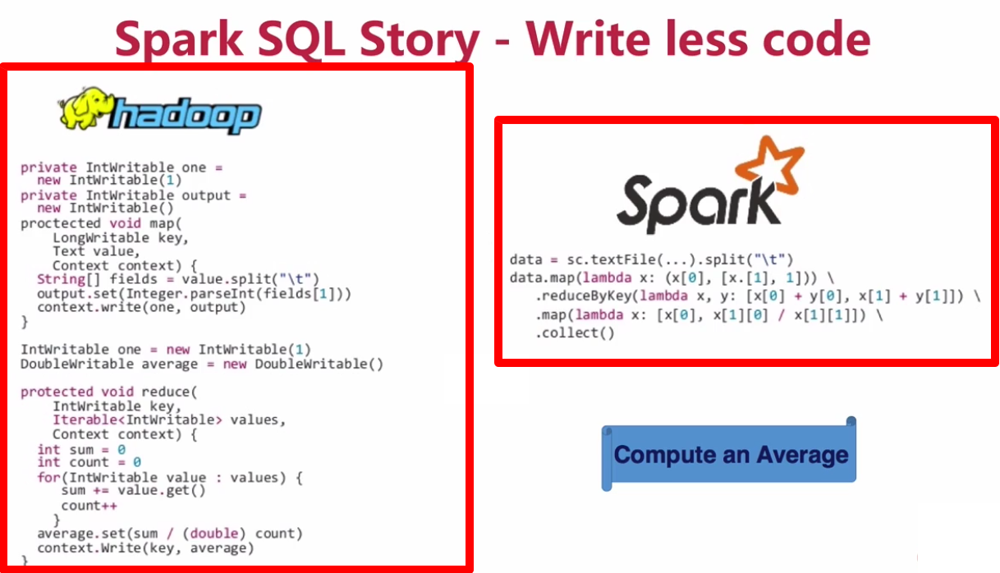 Spark SQL Story - Write less code
hadoop
private IntWritable one =
new IntWritable(1)
private IntWritable output =
new IntWritable()
proctected void map(
LongWritable key,
Text value,
Context context) {
String[] fields = value.split("\t")
output.set(Integer.parseInt(fields[1]))
context.write(one, output)
}
IntWritable one = new IntWritable(1)
DoubleWritable average = new DoubleWritable()
protected void reduce(
IntWritable key,
Iterable<IntWritable> values,
Context context) {
int sum = 0
int count = 0
for(IntWritable value : values) {
sum += value.get()
count++
}
average.set(sum / (double) count)
context.Write(key, average)
}
Spark
data = sc.textFile(...).split("\t")
data.map(lambda x: (x[0], [x.[1], 1])) \
.reduceByKey(lambda x, y: [x[0] + y[0], x[1] + y[1]]) \
.map(lambda x: [x[0], x[1][0] / x[1][1]]) \
.collect()
Compute an Average